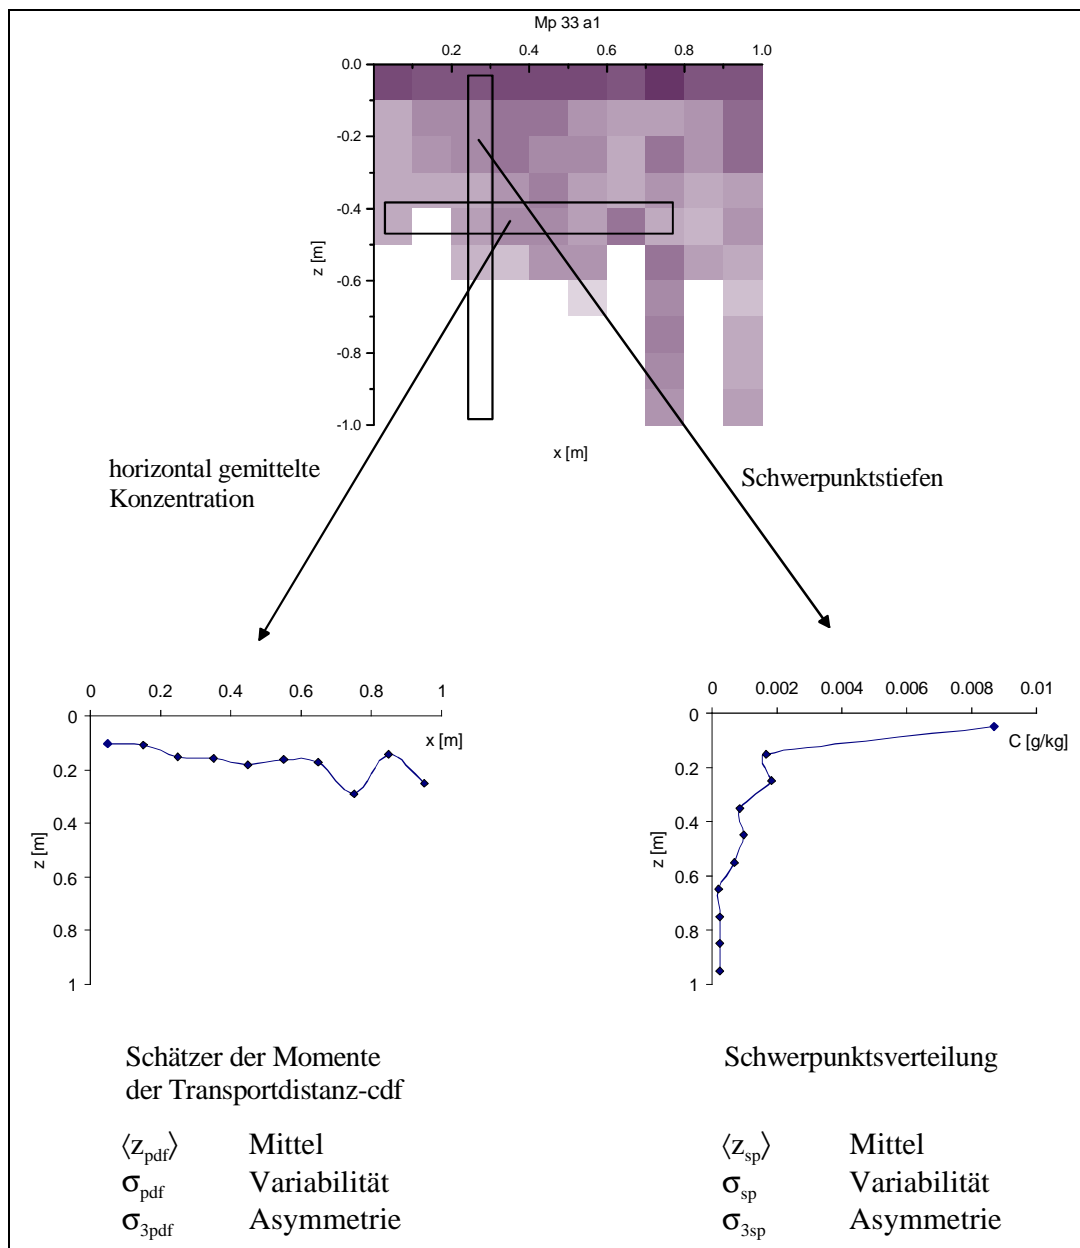 Mp 33 a1
0.2 0.4 0.6 0.8 1.0
0.0
-0.2
-0.4
-0.6
-0.8
-1.0
z [m]
x [m]
horizontal gemittelte
Konzentration
Schwerpunktstiefen
0 0.2 0.4 0.6 0.8 1
0
0.2
0.4
0.6
0.8
1
x [m]
z [m]
0 0.002 0.004 0.006 0.008 0.01
0
0.2
0.4
0.6
0.8
1
C [g/kg]
z [m]
Schätzer der Momente
der Transportdistanz-cdf
⟨z_pdf⟩ Mittel
σ_pdf Variabilität
σ_3pdf Asymmetrie
Schwerpunktsverteilung
⟨z_sp⟩ Mittel
σ_sp Variabilität
σ_3sp Asymmetrie